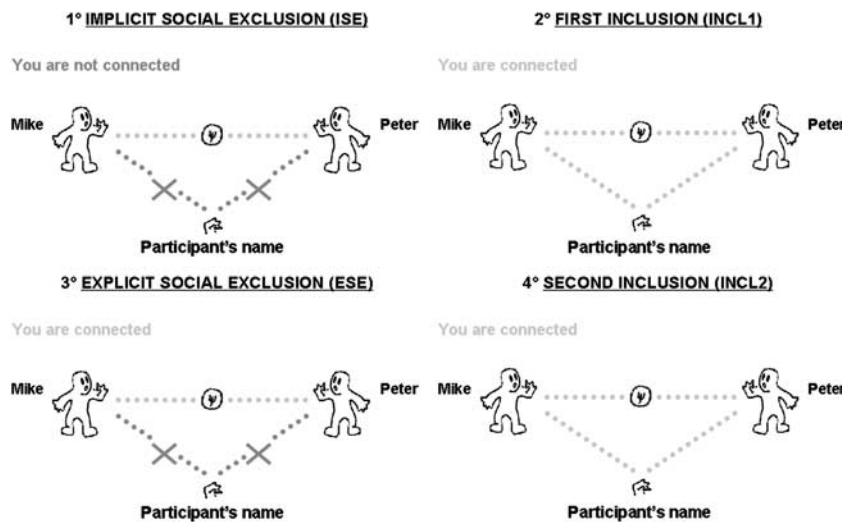 1° IMPLICIT SOCIAL EXCLUSION (ISE)
You are not connected
Mike
Peter
Participant's name
2° FIRST INCLUSION (INCL1)
You are connected
Mike
Peter
Participant's name
3° EXPLICIT SOCIAL EXCLUSION (ESE)
You are connected
Mike
Peter
Participant's name
4° SECOND INCLUSION (INCL2)
You are connected
Mike
Peter
Participant's name